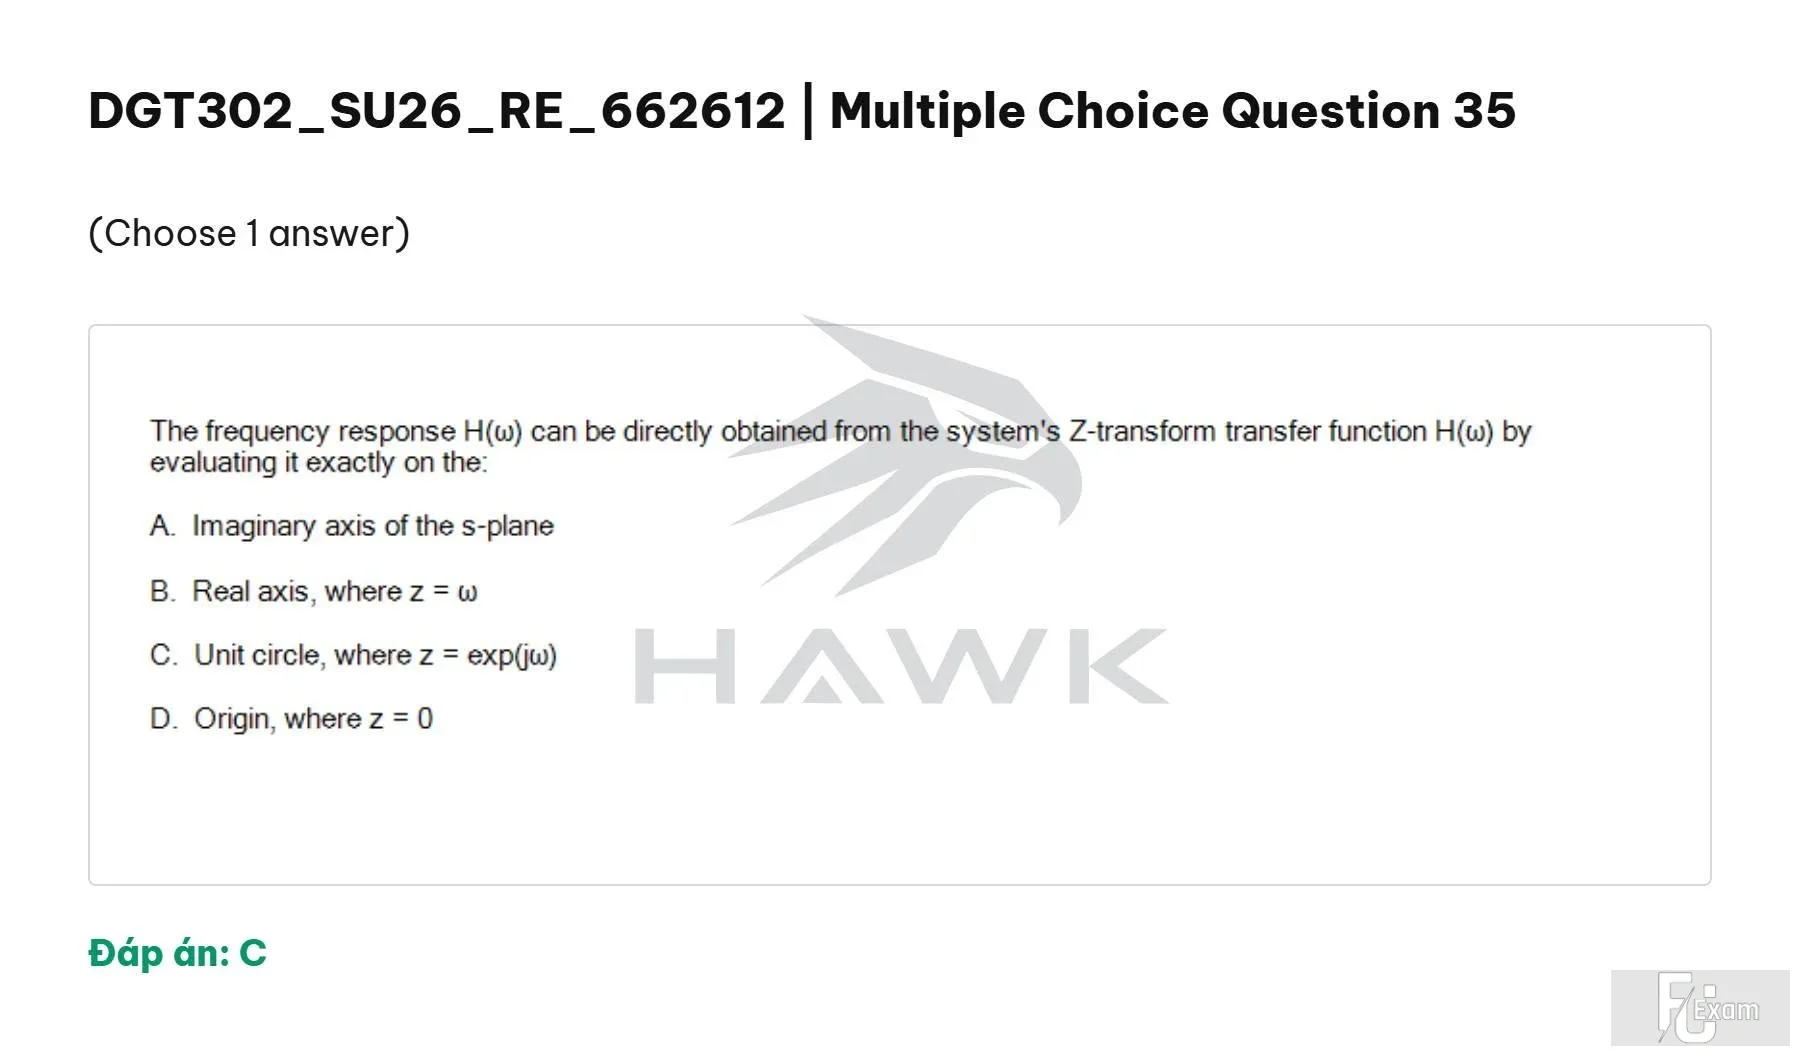 DGT302_SU26_RE_662612 | Multiple Choice Question 35
(Choose 1 answer)
The frequency response H(ω) can be directly obtained from the system's Z-transform transfer function H(ω) by
evaluating it exactly on the:
A. Imaginary axis of the s-plane
B. Real axis, where z = ω
C. Unit circle, where z = exp(jω)
HAWK
D. Origin, where z = 0
Đáp án: C
FU Exam